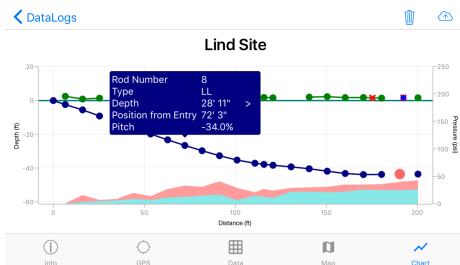 DataLogs
Lind Site
Rod Number 8
Type LL
Depth 28' 11" >
Position from Entry 72' 3"
Pitch -34.0%
20
0
-20
-40
-60
Depth (ft)
250
200
150
100
50
0
Pressure (psi)
0 50 100 150 200
Distance (ft)
Info GPS Data Map Chart